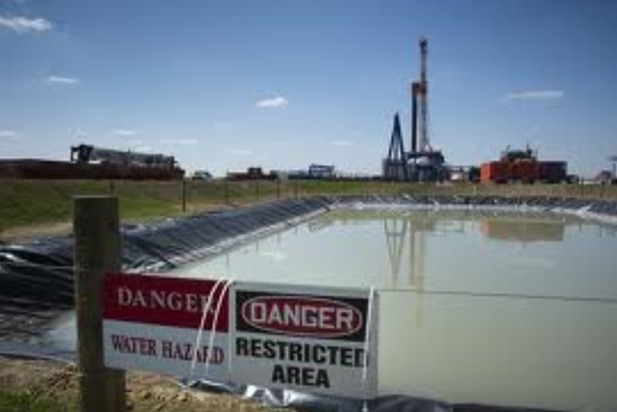 DANGER
WATER HAZARD
DANGER
RESTRICTED
AREA